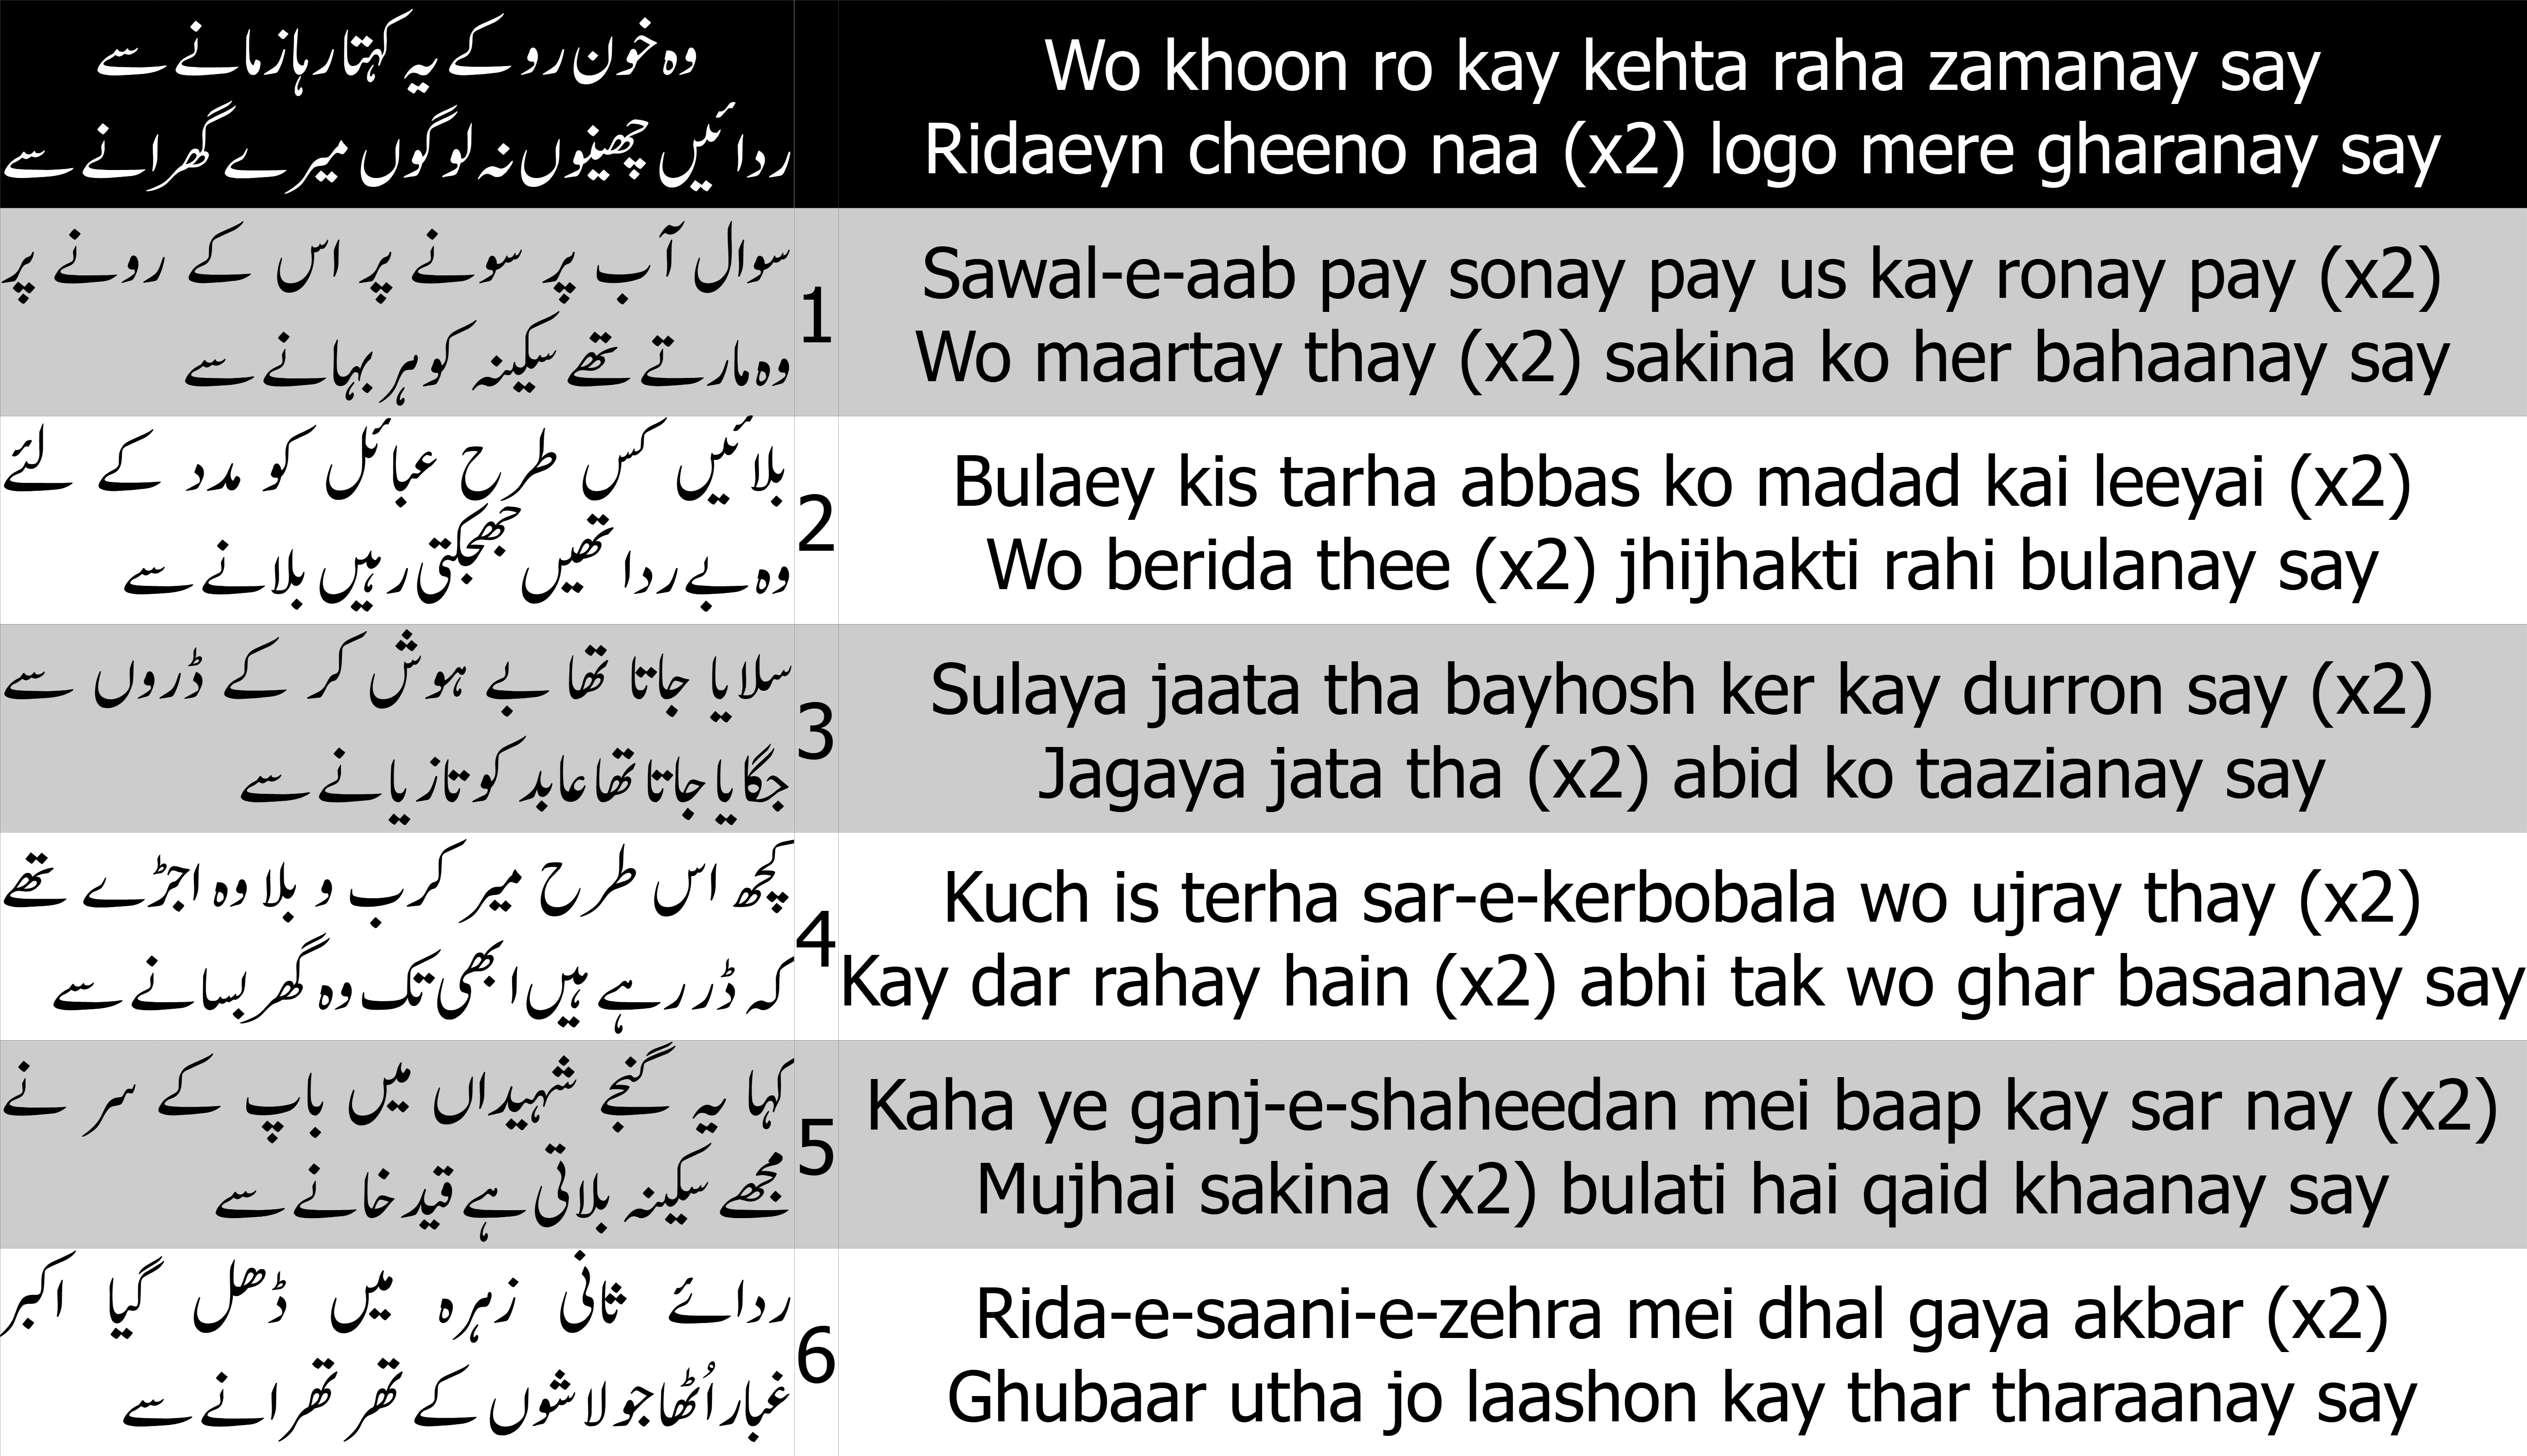 وہ خون رو کے یہ کہتا رہا زمانے سے
ردائیں چھینوں نہ لوگوں میرے گھرانے سے
Wo khoon ro kay kehta raha zamanay say
Ridaeyn cheeno naa (x2) logo mere gharanay say
سوال آب پر سونے پر اس کے رونے پر
وہ مارتے تھے سکینہ کو ہر بہانے سے
1
Sawal-e-aab pay sonay pay us kay ronay pay (x2)
Wo maartay thay (x2) sakina ko her bahaanay say
بلائیں کس طرح عبائل کو مدد کے لئے
وہ بے ردا تھیں جھجکتی رہیں بلانے سے
2
Bulaey kis tarha abbas ko madad kai leeyai (x2)
Wo berida thee (x2) jhijhakti rahi bulanay say
سلایا جاتا تھا بے ہوش کر کے ڈروں سے
جگایا جاتا تھا عابد کو تازیانے سے
3
Sulaya jaata tha bayhosh ker kay durron say (x2)
Jagaya jata tha (x2) abid ko taazianay say
کچھ اس طرح میر کرب و بلا وہ اجڑے تھے
کہ ڈر رہے ہیں ابھی تک وہ گھر بسانے سے
4
Kuch is terha sar-e-kerbobala wo ujray thay (x2)
Kay dar rahay hain (x2) abhi tak wo ghar basaanay say
کہا یہ گنجے شہیداں میں باپ کے سر نے
مجھے سکینہ بلاتی ہے قید خانے سے
5
Kaha ye ganj-e-shaheedan mei baap kay sar nay (x2)
Mujhai sakina (x2) bulati hai qaid khaanay say
ردائے ثانی زہرہ میں ڈھل گیا اکبر
غبار اُٹھا جو لاشوں کے تھر تھرانے سے
6
Rida-e-saani-e-zehra mei dhal gaya akbar (x2)
Ghubaar utha jo laashon kay thar tharaanay say